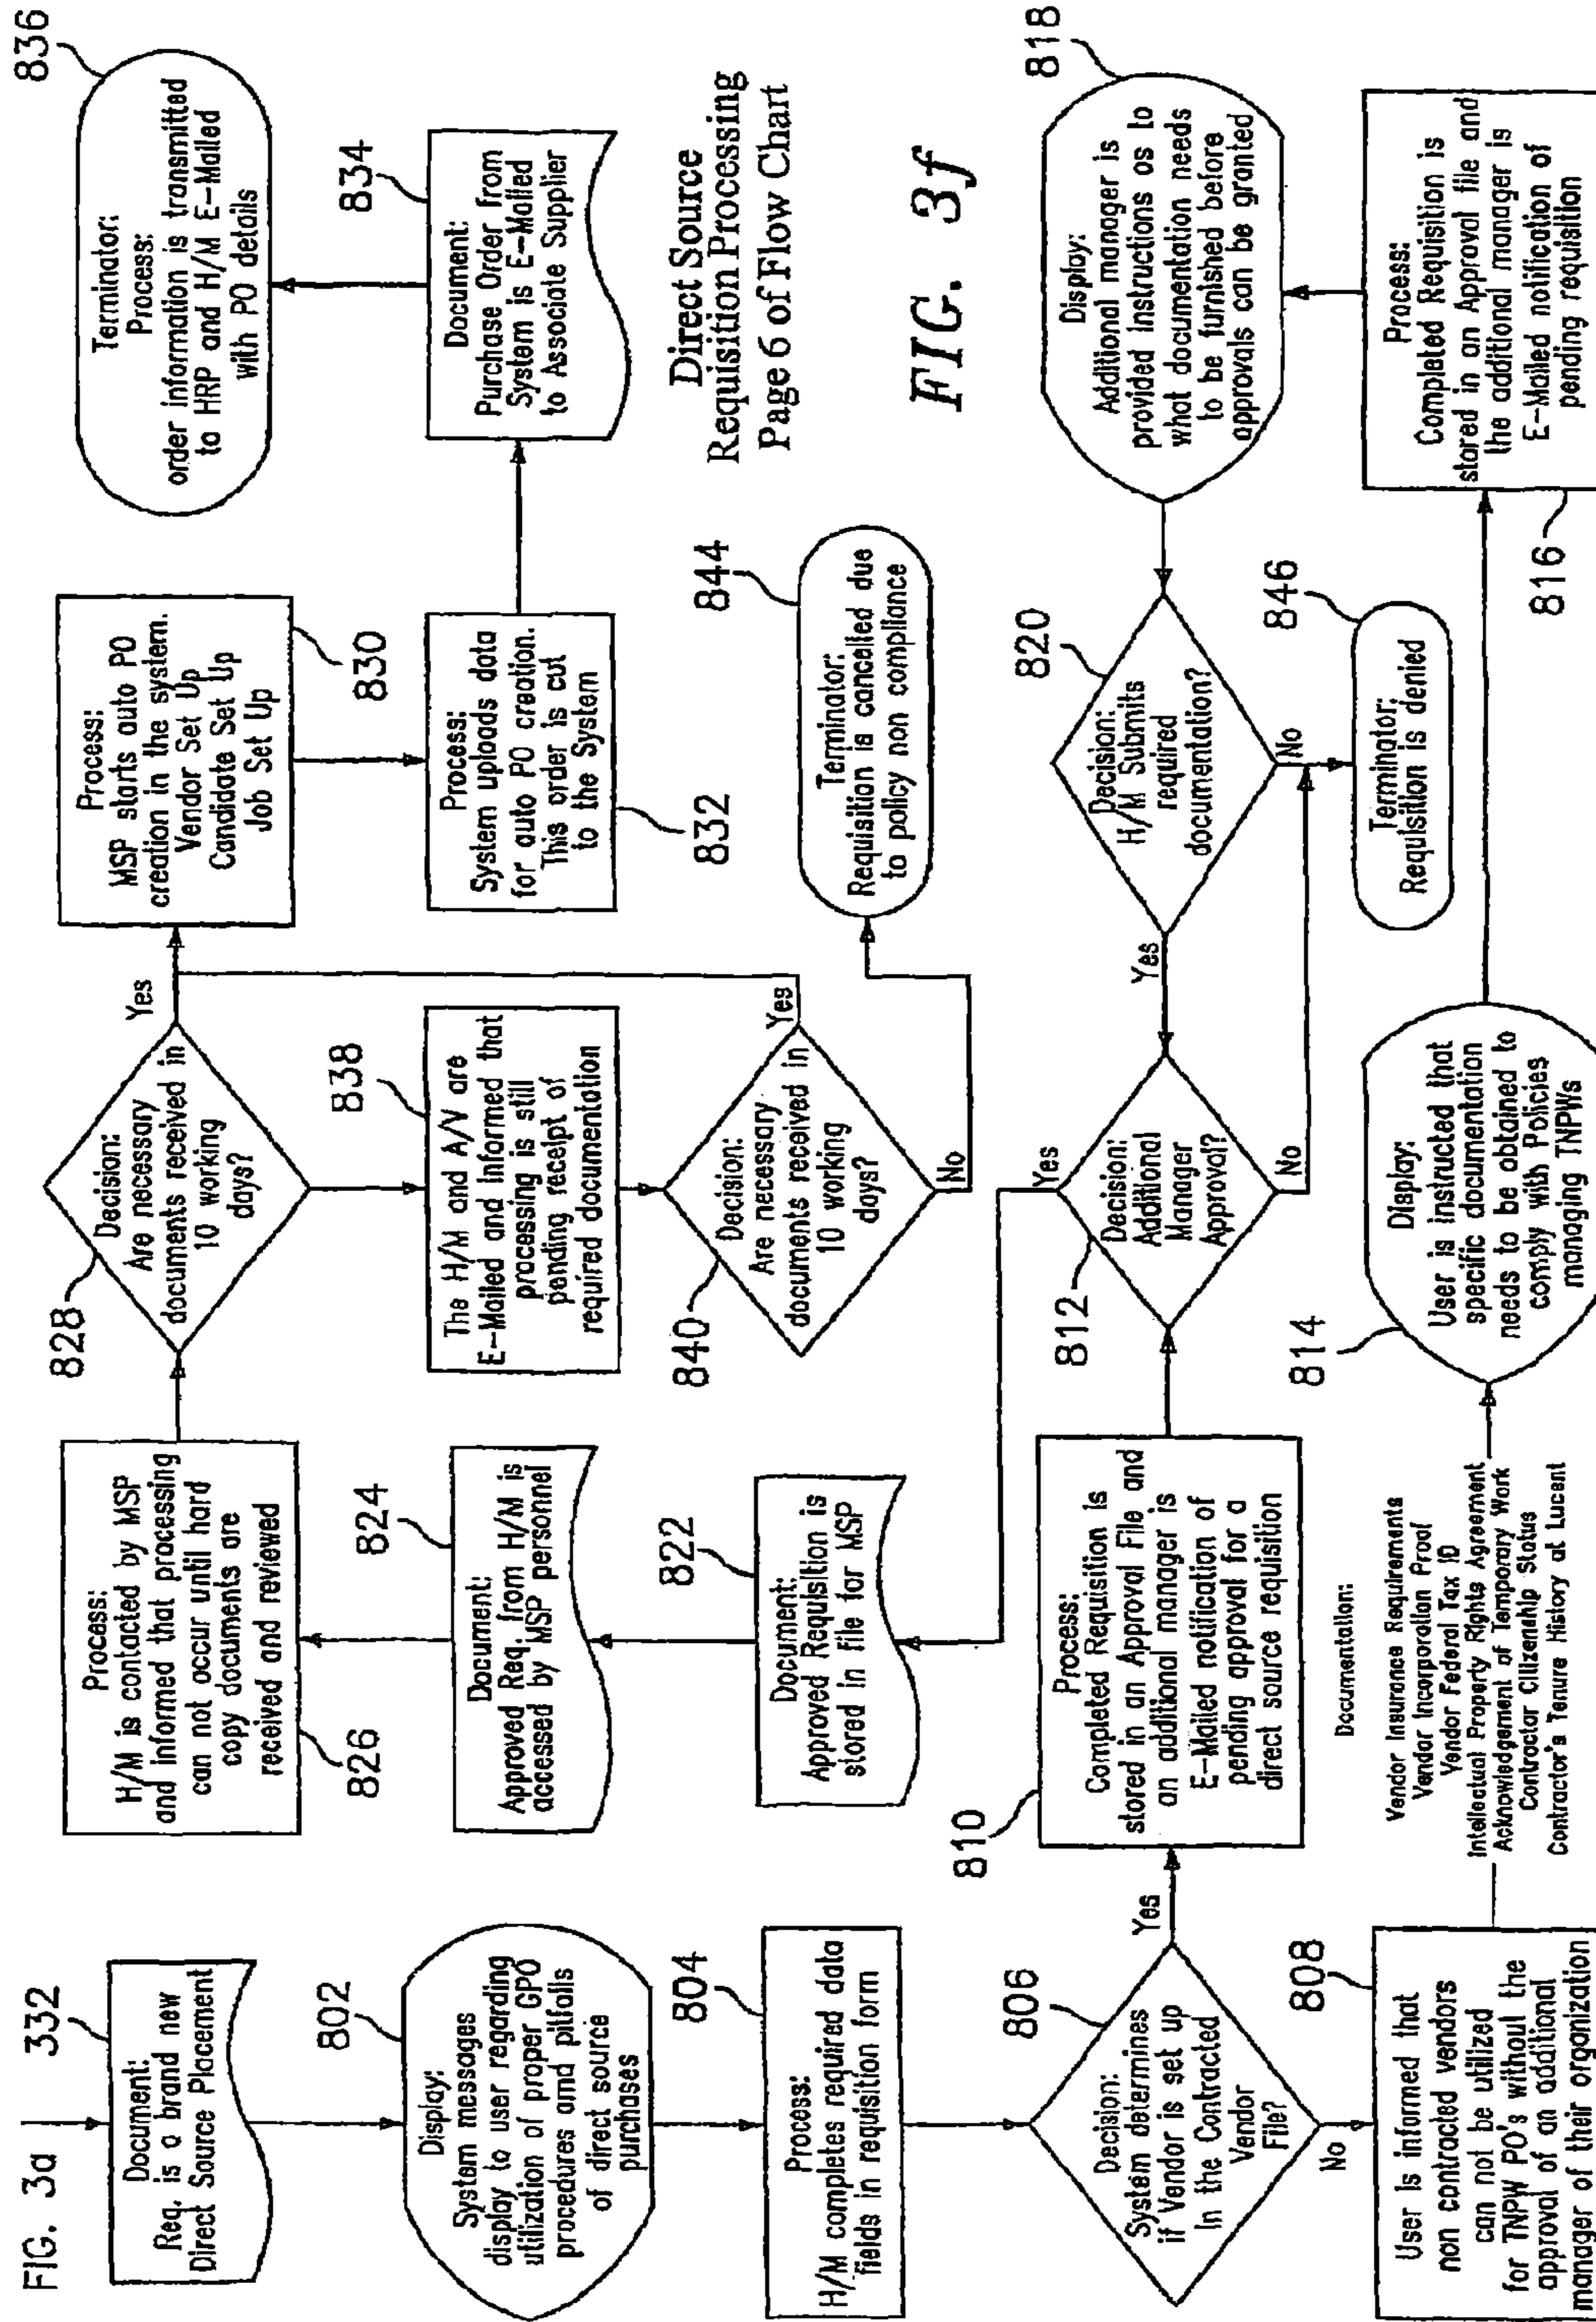 FIG. 3a
332
Document:
Req. is a brand new
Direct Source Placement
802
Display:
System messages
display to user regarding
utilization of proper GPO
procedures amd pitfalls
of direct source
purchases
804
Process:
H/M completes required data
fields in requisition form
806
Decision:
System determines
if Vendor is set up
In the Contracted
Vendor
File?
Yes
No
808
User is informed that
non contracted vendors
can not be utilized
for TNPW PO's without the
approval of an additional
manager of their organization
810
Process:
Completed Requisition is
stored in an Approval File and
an additional manager is
E-Mailed notification of
pending approval for a
direct source requisition
Documentation:
Vendor Insurance Requirements
Vendor Incorporation Proof
Vendor Federal Tax ID
Intellectual Property Rights Agreement
Acknowledgement of Temporary Work
Contractor Citizenship Status
Contractor's Tenure History at Lucent
812
Decision:
Additional
Manager
Approval?
Yes
No
814
Display:
User is instructed that
specific documentation
needs to be obtained to
comply with Policies
managing TNPWs
816
Process:
Completed Requisition is
stored in an Approval file and
the additional manager is
E-Mailed notification of
pending requisition
818
Display:
Additional manager is
provided instructions as to
what documentation needs
to be furnished before
approvals can be granted
820
Decision:
H/M Submits
required
documentation?
Yes
No
846
Terminator:
Requisition is denied
822
Document:
Approved Requisition is
stored in file for MSP
824
Document:
Approved Req. from H/M is
accessed by MSP personnel
826
Process:
H/M is contacted by MSP
and informed that processing
can not occur until hard
copy documents are
received and reviewed
828
Decision:
Are necessary
documents received in
10 working
days?
Yes
838
The H/M and A/V are
E-Mailed and Informed that
processing is still
pending receipt of
required documentation
840
Decision:
Are necessary
documents received in
10 working
days?
Yes
No
844
Terminator:
Requisition is cancelled due
to policy non compliance
830
Process:
MSP starts auto PO
creation in the system.
Vendor Set Up
Candidate Set Up
Job Set Up
832
Process:
System uploads data
for auto PO creation.
This order is cut
to the System
834
Document:
Purchase Order from
System is E-Mailed
to Associate Supplier
836
Terminator:
Process:
order information is transmitted
to HRP and H/M E-Mailed
with PO details
Direct Source
Requisition Processing
Page 6 of Flow Chart
FIG. 3f